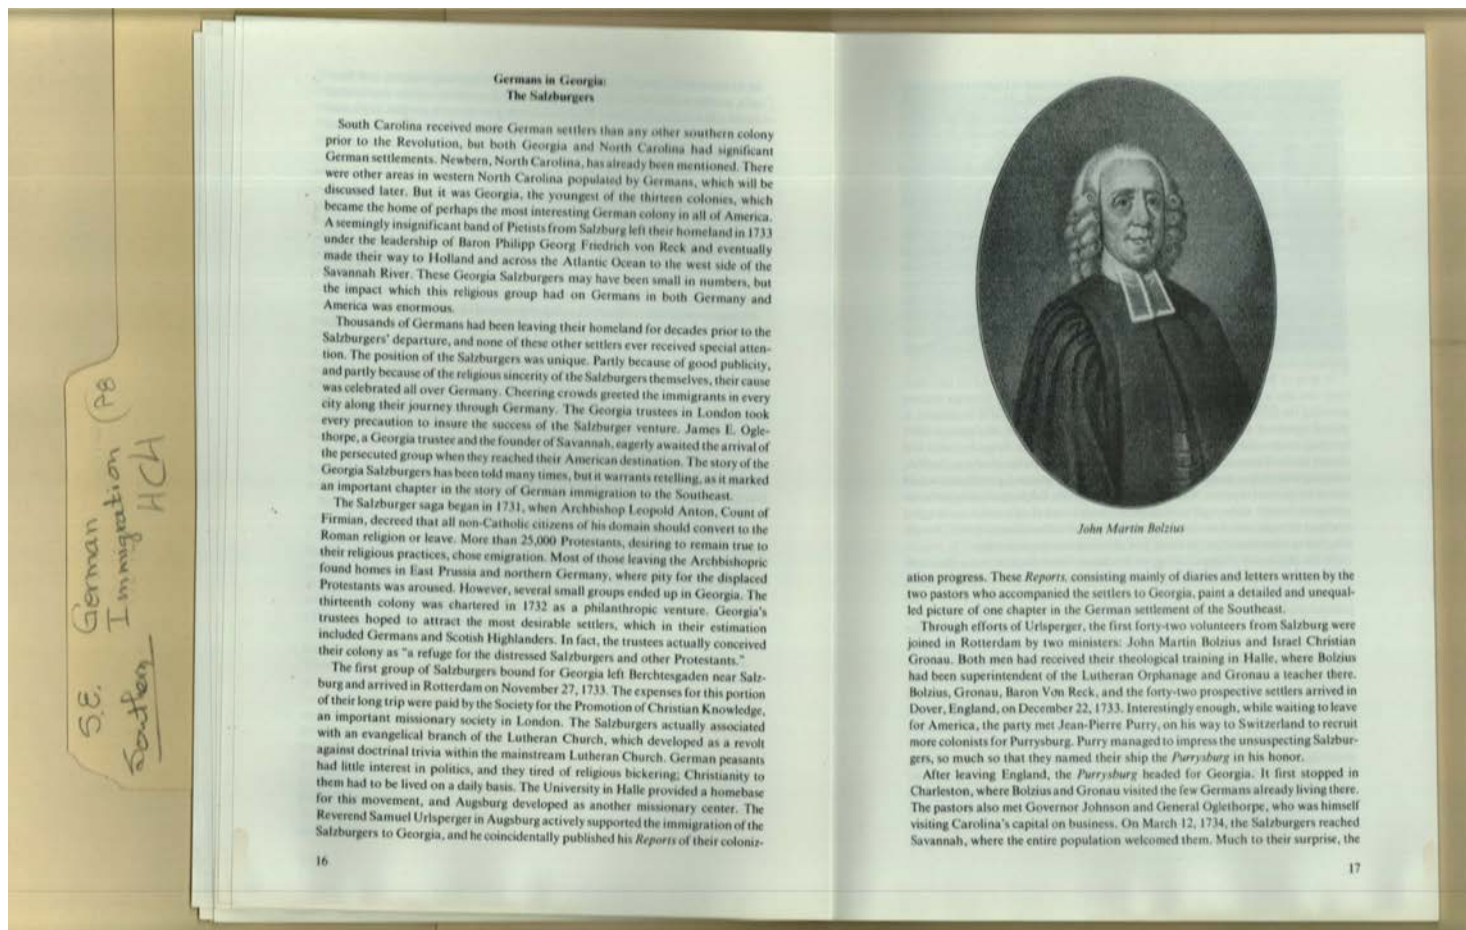 S.E. German
Immigration (P8
Southern HCH
Germans in Georgia:
The Salzburgers
South Carolina received more German settlers than any other southern colony
prior to the Revolution, but both Georgia and North Carolina had significant
German settlements. Newbern, North Carolina, has already been mentioned. There
were other areas in western North Carolina populated by Germans, which will be
discussed later. But it was Georgia, the youngest of the thirteen colonies, which
became the home of perhaps the most interesting German colony in all of America.
A seemingly insignificant band of Pietists from Salzburg left their homeland in 1733
under the leadership of Baron Philipp Georg Friedrich von Reck and eventually
made their way to Holland and across the Atlantic Ocean to the west side of the
Savannah River. These Georgia Salzburgers may have been small in numbers, but
the impact which this religious group had on Germans in both Germany and
America was enormous.
Thousands of Germans had been leaving their homeland for decades prior to the
Salzburgers' departure, and none of these other settlers ever received special atten-
tion. The position of the Salzburgers was unique. Partly because of good publicity,
and partly because of the religious sincerity of the Salzburgers themselves, their cause
was celebrated all over Germany. Cheering crowds greeted the immigrants in every
city along their journey through Germany. The Georgia trustees in London took
every precaution to insure the success of the Salzburger venture. James E. Ogle-
thorpe, a Georgia trustee and the founder of Savannah, eagerly awaited the arrival of
the persecuted group when they reached their American destination. The story of the
Georgia Salzburgers has been told many times, but it warrants retelling, as it marked
an important chapter in the story of German immigration to the Southeast.
The Salzburger saga began in 1731, when Archbishop Leopold Anton, Count of
Firmian, decreed that all non-Catholic citizens of his domain should convert to the
Roman religion or leave. More than 25,000 Protestants, desiring to remain true to
their religious practices, chose emigration. Most of those leaving the Archbishopric
found homes in East Prussia and northern Germany, where pity for the displaced
Protestants was aroused. However, several small groups ended up in Georgia. The
thirteenth colony was chartered in 1732 as a philanthropic venture. Georgia's
trustees hoped to attract the most desirable settlers, which in their estimation
included Germans and Scotish Highlanders. In fact, the trustees actually conceived
their colony as "a refuge for the distressed Salzburgers and other Protestants."
The first group of Salzburgers bound for Georgia left Berchtesgaden near Salz-
burg and arrived in Rotterdam on November 27, 1733. The expenses for this portion
of their long trip were paid by the Society for the Promotion of Christian Knowledge,
an important missionary society in London. The Salzburgers actually associated
with an evangelical branch of the Lutheran Church, which developed as a revolt
against doctrinal trivia within the mainstream Lutheran Church. German peasants
had little interest in politics, and they tired of religious bickering; Christianity to
them had to be lived on a daily basis. The University in Halle provided a homebase
for this movement, and Augsburg developed as another missionary center. The
Reverend Samuel Urlsperger in Augsburg actively supported the immigration of the
Salzburgers to Georgia, and he coincidentally published his Reports of their coloniz-
16
John Martin Bolzius
ation progress. These Reports, consisting mainly of diaries and letters written by the
two pastors who accompanied the settlers to Georgia, paint a detailed and unequal-
led picture of one chapter in the German settlement of the Southeast.
Through efforts of Urlsperger, the first forty-two volunteers from Salzburg were
joined in Rotterdam by two ministers: John Martin Bolzius and Israel Christian
Gronau. Both men had received their theological training in Halle, where Bolzius
had been superintendent of the Lutheran Orphanage and Gronau a teacher there.
Bolzius, Gronau, Baron Von Reck, and the forty-two prospective settlers arrived in
Dover, England, on December 22, 1733. Interestingly enough, while waiting to leave
for America, the party met Jean-Pierre Purry, on his way to Switzerland to recruit
more colonists for Purrysburg. Purry managed to impress the unsuspecting Salzbur-
gers, so much so that they named their ship the Purrysburg in his honor.
After leaving England, the Purrysburg headed for Georgia. It first stopped in
Charleston, where Bolzius and Gronau visited the few Germans already living there.
The pastors also met Governor Johnson and General Oglethorpe, who was himself
visiting Carolina's capital on business. On March 12, 1734, the Salzburgers reached
Savannah, where the entire population welcomed them. Much to their surprise, the
17